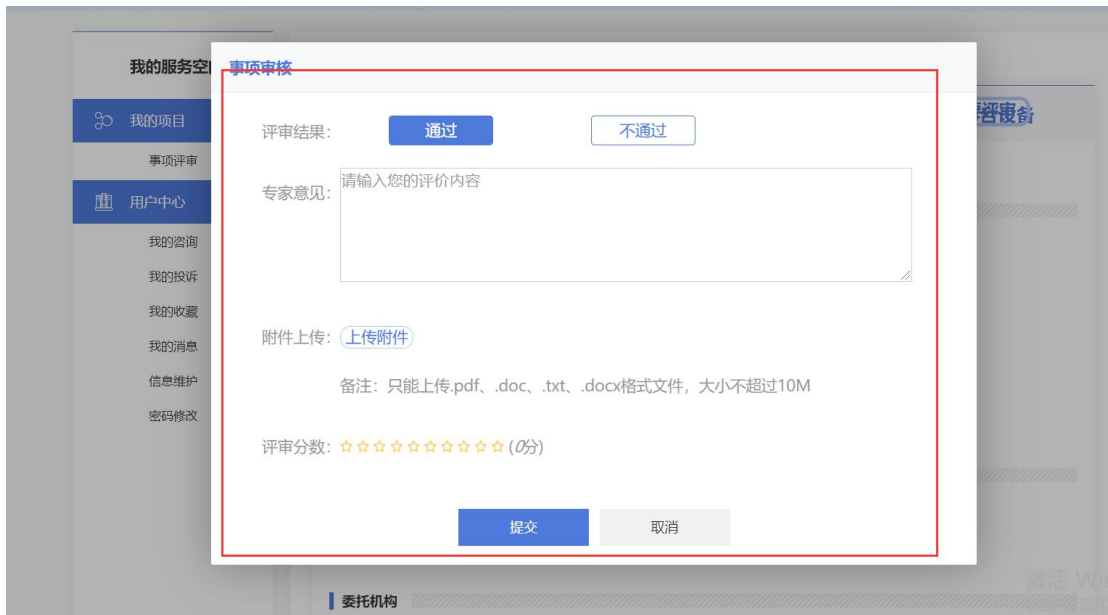 我的服务空
事项审核
我的项目
评审
评审结果：
通过
不通过
事项评审
专家意见：
请输入您的评价内容
用户中心
我的咨询
我的投诉
我的收藏
附件上传：
上传附件
我的消息
信息维护
备注：只能上传.pdf、.doc、.txt、.docx格式文件，大小不超过10M
密码修改
评审分数：
(0分)
提交
取消
激活 Wi
委托机构